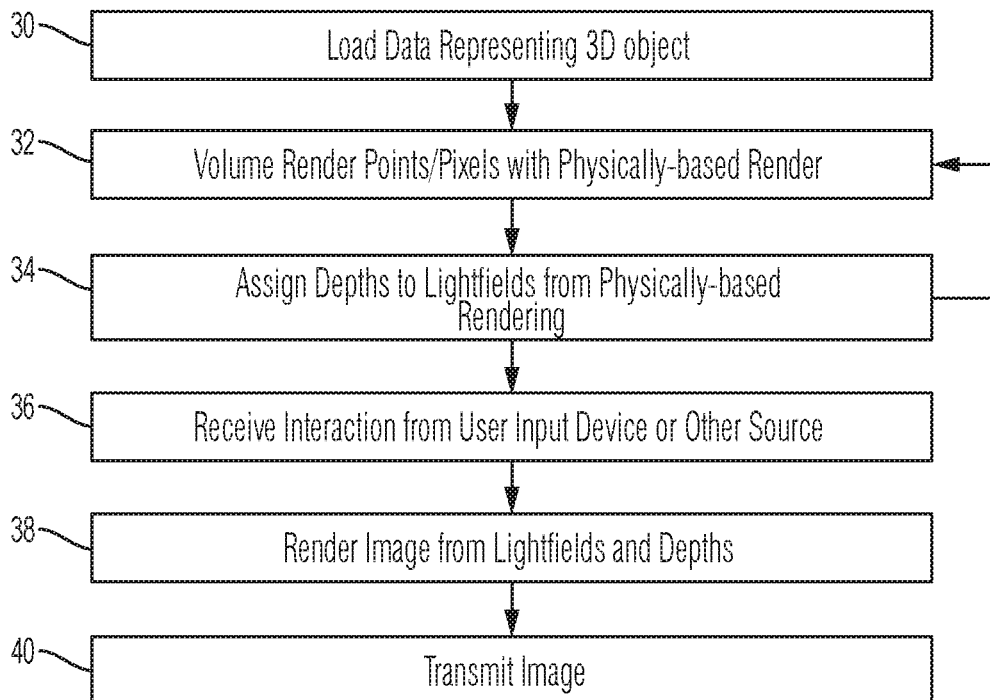 30
Load Data Representing 3D object
32
Volume Render Points/Pixels with Physically-based Render
34
Assign Depths to Lightfields from Physically-based
Rendering
36
Receive Interaction from User Input Device or Other Source
38
Render Image from Lightfields and Depths
40
Transmit Image